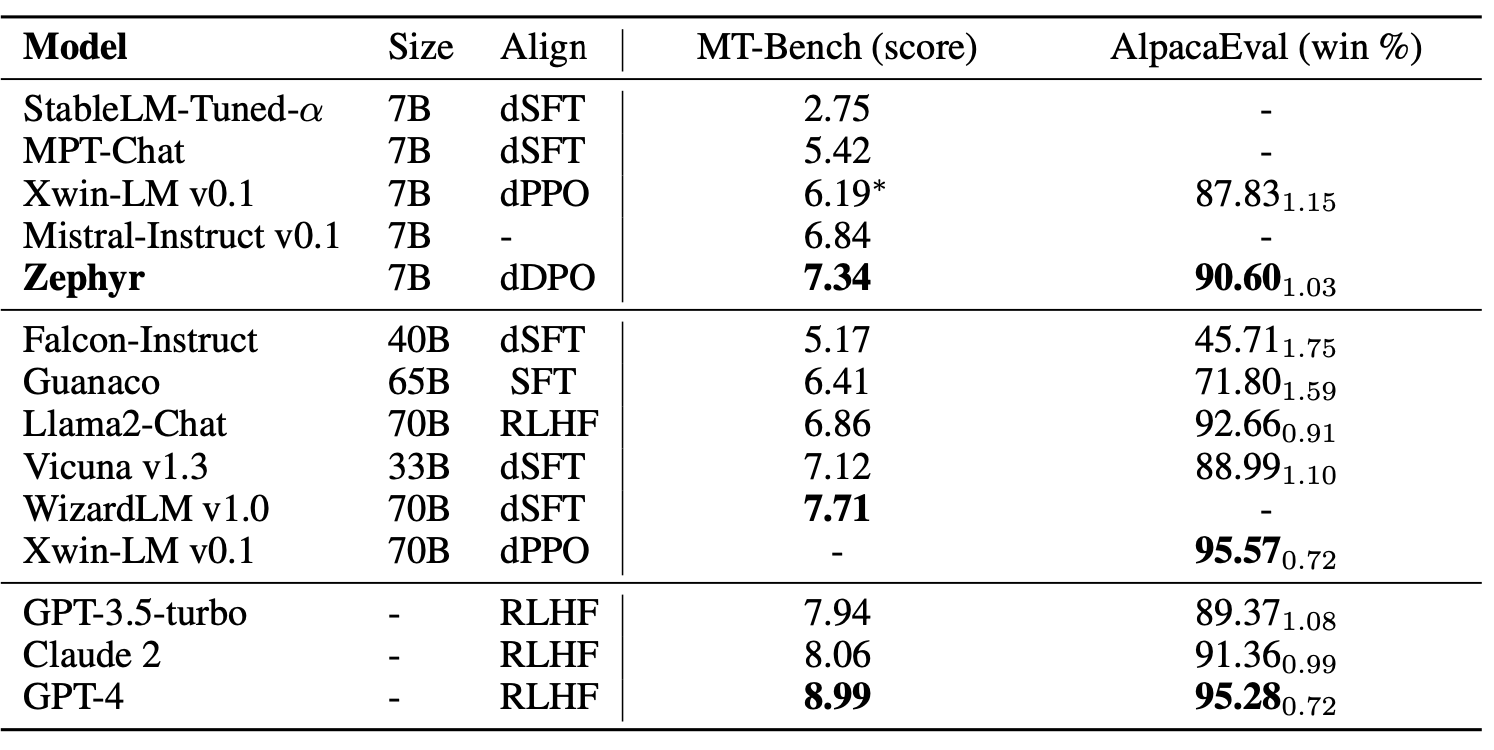 Model Size Align MT-Bench (score) AlpacaEval (win %)
StableLM-Tuned-α 7B dSFT 2.75 -
MPT-Chat 7B dSFT 5.42 -
Xwin-LM v0.1 7B dPPO 6.19* 87.83 1.15
Mistral-Instruct v0.1 7B - 6.84 -
Zephyr 7B dDPO 7.34 90.60 1.03
Falcon-Instruct 40B dSFT 5.17 45.71 1.75
Guanaco 65B SFT 6.41 71.80 1.59
Llama2-Chat 70B RLHF 6.86 92.66 0.91
Vicuna v1.3 33B dSFT 7.12 88.99 1.10
WizardLM v1.0 70B dSFT 7.71 -
Xwin-LM v0.1 70B dPPO - 95.57 0.72
GPT-3.5-turbo - RLHF 7.94 89.37 1.08
Claude 2 - RLHF 8.06 91.36 0.99
GPT-4 - RLHF 8.99 95.28 0.72